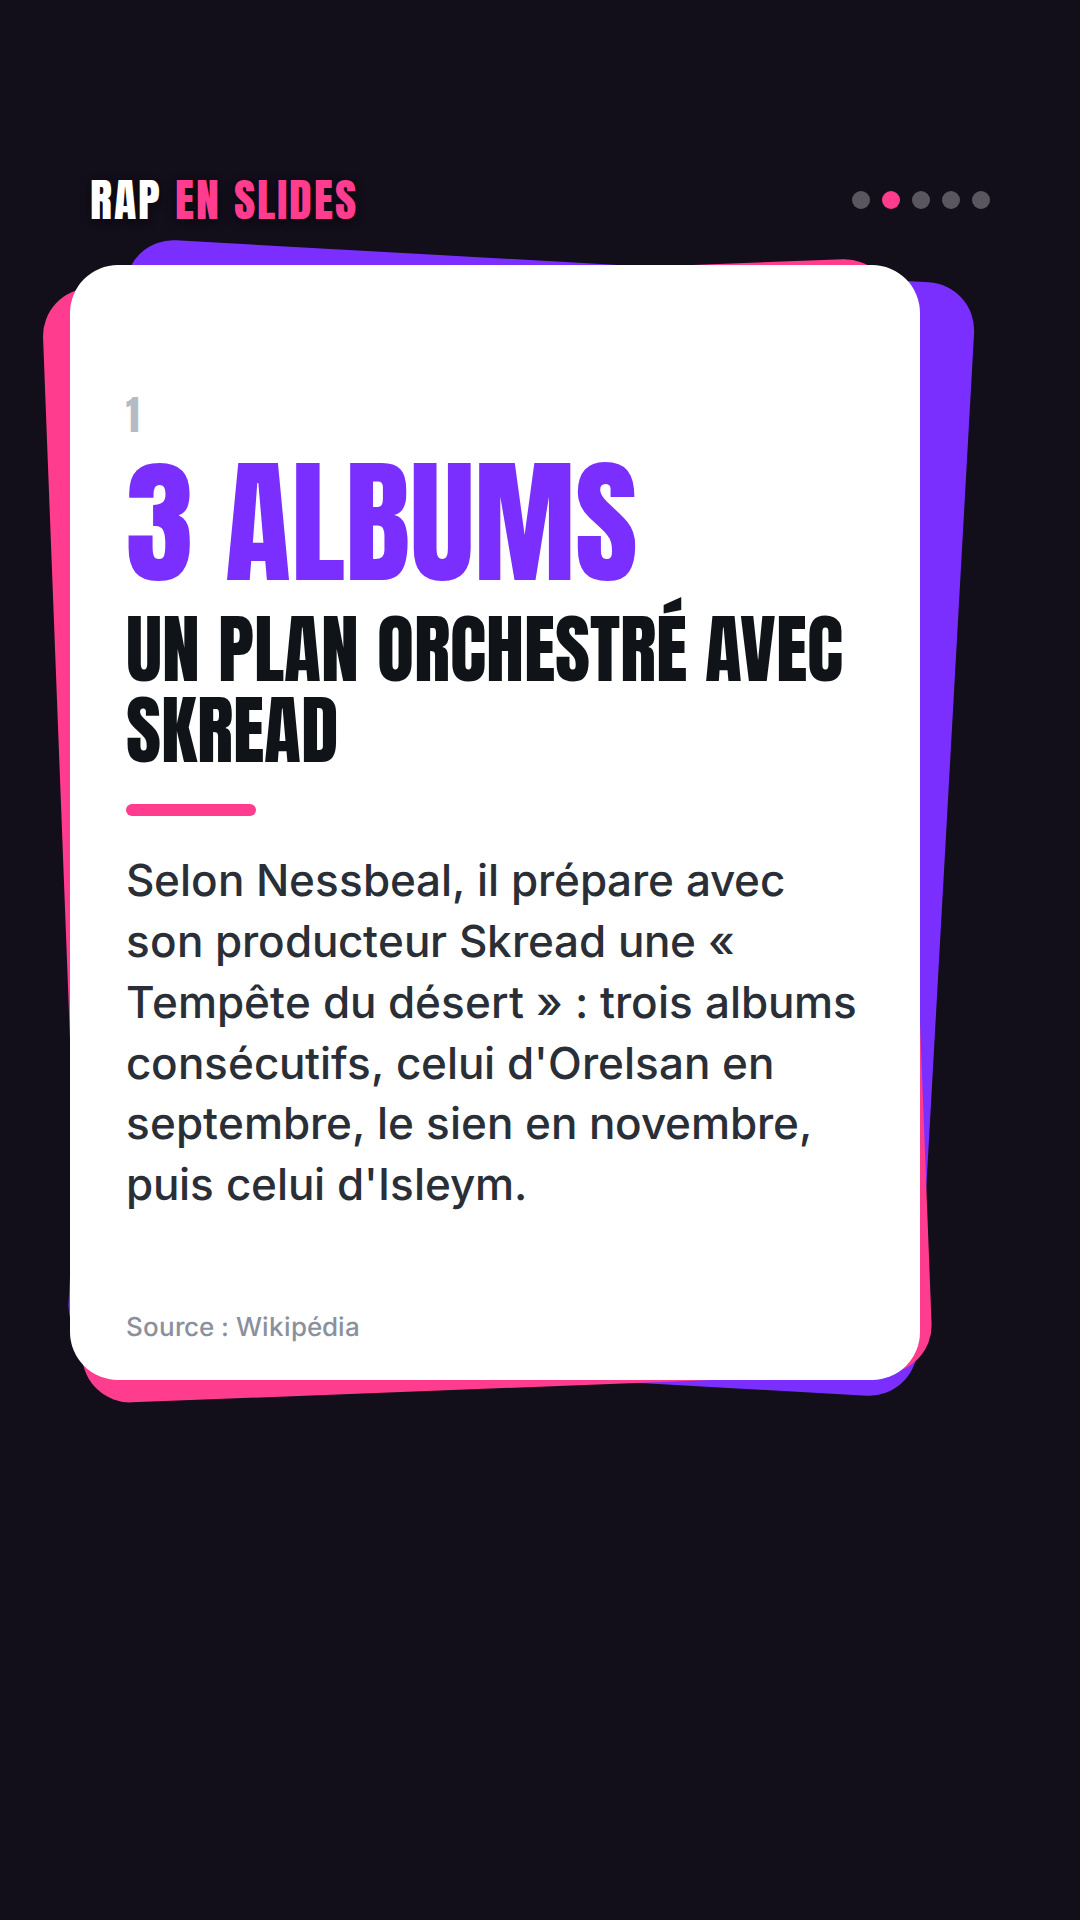 RAP EN SLIDES
1
3 ALBUMS
UN PLAN ORCHESTRÉ AVEC
SKREAD
Selon Nessbeal, il prépare avec
son producteur Skread une «
Tempête du désert » : trois albums
consécutifs, celui d'Orelsan en
septembre, le sien en novembre,
puis celui d'Isleym.
Source : Wikipédia